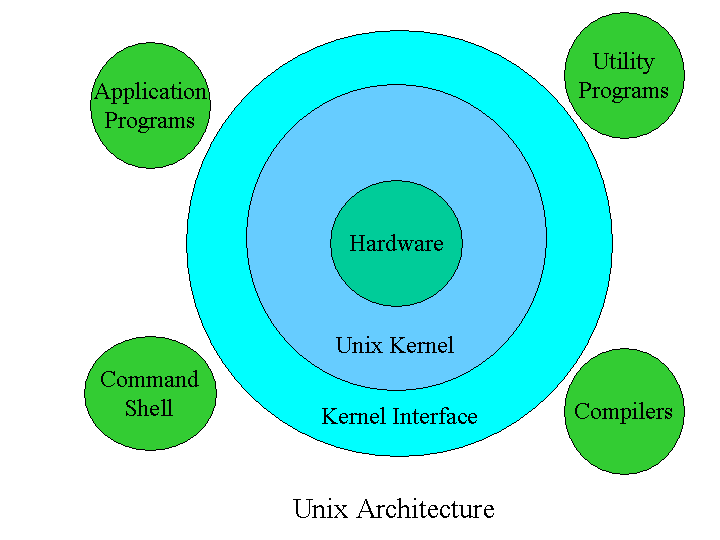 Application
Programs
Utility
Programs
Hardware
Unix Kernel
Kernel Interface
Command
Shell
Compilers
Unix Architecture